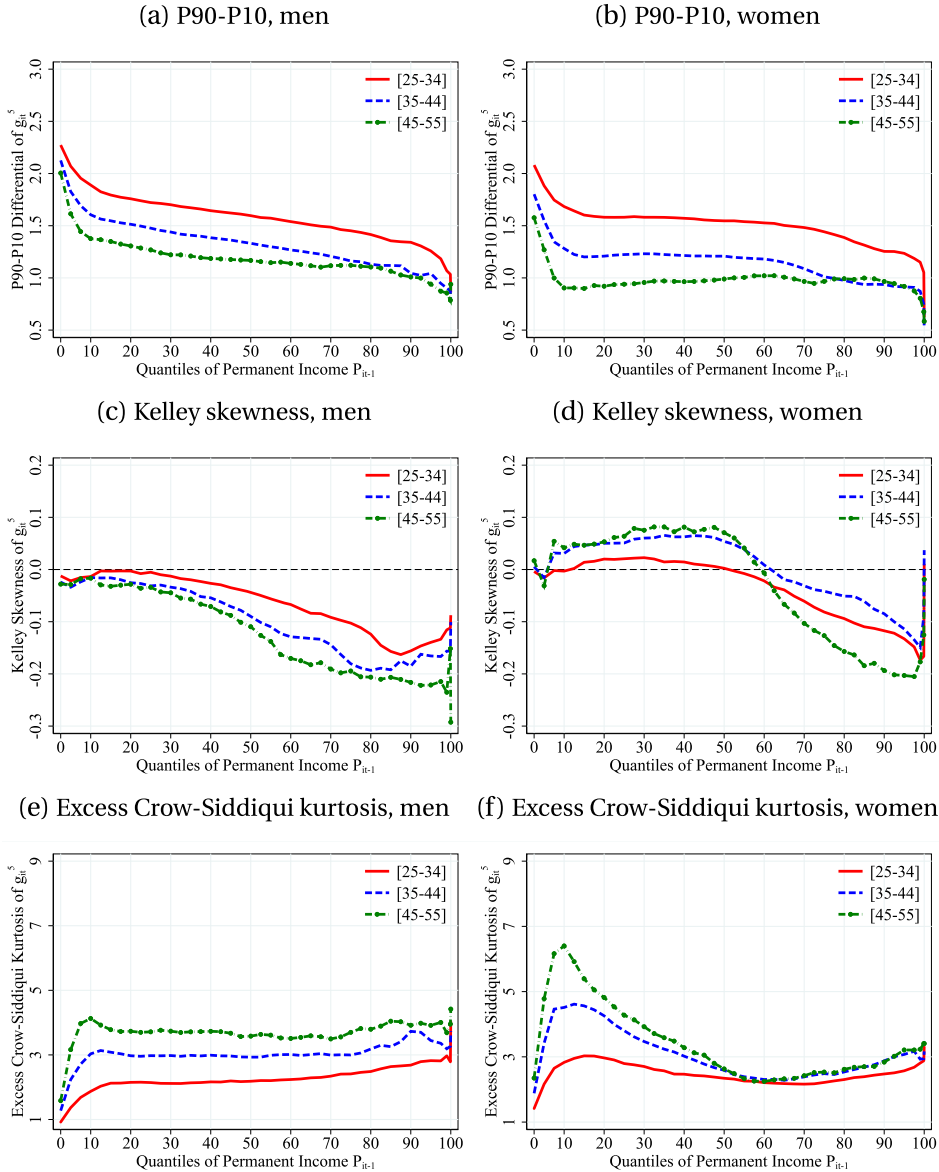 (a) P90-P10, men
(b) P90-P10, women
P90-P10 Differential of g_it^5
3.0
2.5
2.0
1.5
1.0
0.5
[25-34]
[35-44]
[45-55]
0 10 20 30 40 50 60 70 80 90 100
Quantiles of Permanent Income P_it-1
P90-P10 Differential of g_it^5
3.0
2.5
2.0
1.5
1.0
0.5
[25-34]
[35-44]
[45-55]
0 10 20 30 40 50 60 70 80 90 100
Quantiles of Permanent Income P_it-1
(c) Kelley skewness, men
(d) Kelley skewness, women
Kelley Skewness of g_it^5
0.2
0.1
0.0
-0.1
-0.2
-0.3
[25-34]
[35-44]
[45-55]
0 10 20 30 40 50 60 70 80 90 100
Quantiles of Permanent Income P_it-1
Kelley Skewness of g_it^5
0.2
0.1
0.0
-0.1
-0.2
-0.3
[25-34]
[35-44]
[45-55]
0 10 20 30 40 50 60 70 80 90 100
Quantiles of Permanent Income P_it-1
(e) Excess Crow-Siddiqui kurtosis, men
(f) Excess Crow-Siddiqui kurtosis, women
Excess Crow-Siddiqui Kurtosis of g_it^5
9
7
5
3
1
[25-34]
[35-44]
[45-55]
0 10 20 30 40 50 60 70 80 90 100
Quantiles of Permanent Income P_it-1
Excess Crow-Siddiqui Kurtosis of g_it^5
9
7
5
3
1
[25-34]
[35-44]
[45-55]
0 10 20 30 40 50 60 70 80 90 100
Quantiles of Permanent Income P_it-1